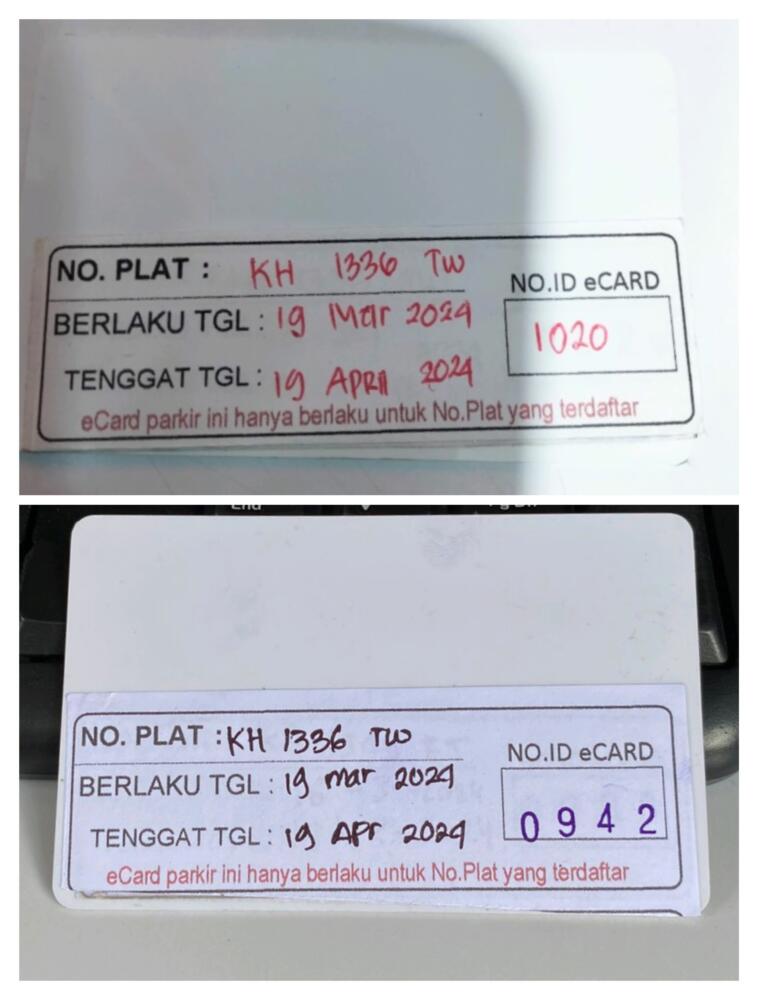 NO. PLAT : KH 1336 TW
NO.ID eCARD
BERLAKU TGL : 19 Mar 2024
1020
TENGGAT TGL : 19 APRIl 2024
eCard parkir ini hanya berlaku untuk No.Plat yang terdaftar
End
NO. PLAT : KH 1336 TW
NO.ID eCARD
BERLAKU TGL : 19 mar 2024
0942
TENGGAT TGL : 19 APr 2024
eCard parkir ini hanya berlaku untuk No.Plat yang terdaftar